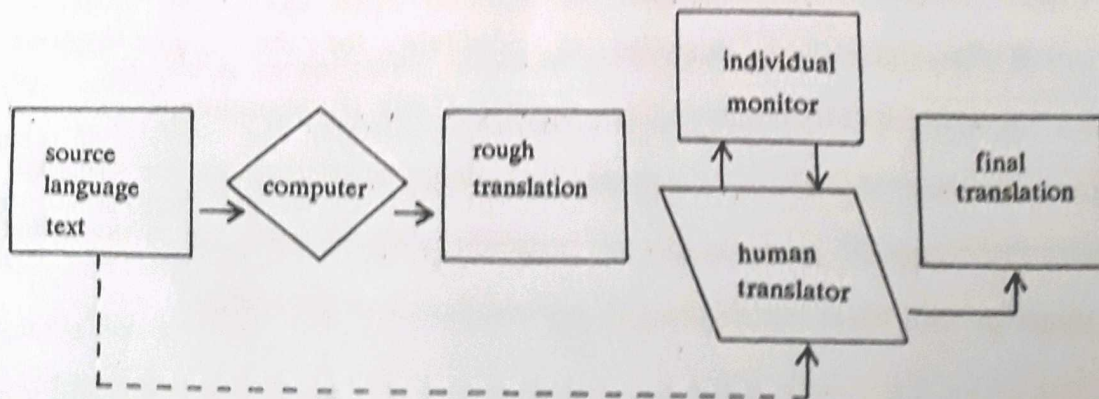 source
language
text
computer
rough
translation
individual
monitor
human
translator
final
translation